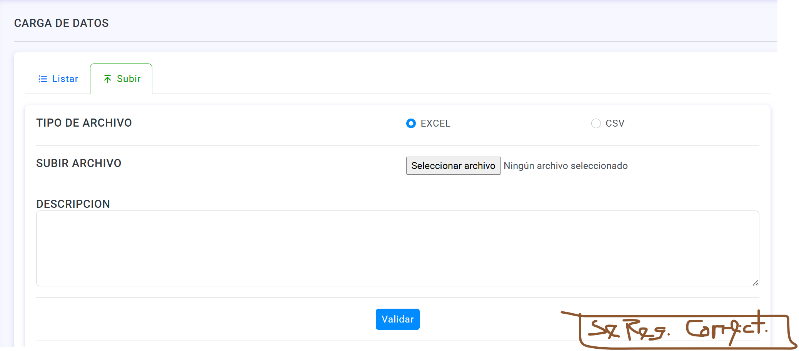 CARGA DE DATOS
Listar Subir
TIPO DE ARCHIVO EXCEL CSV
SUBIR ARCHIVO Seleccionar archivo Ningún archivo seleccionado
DESCRIPCION
Validar